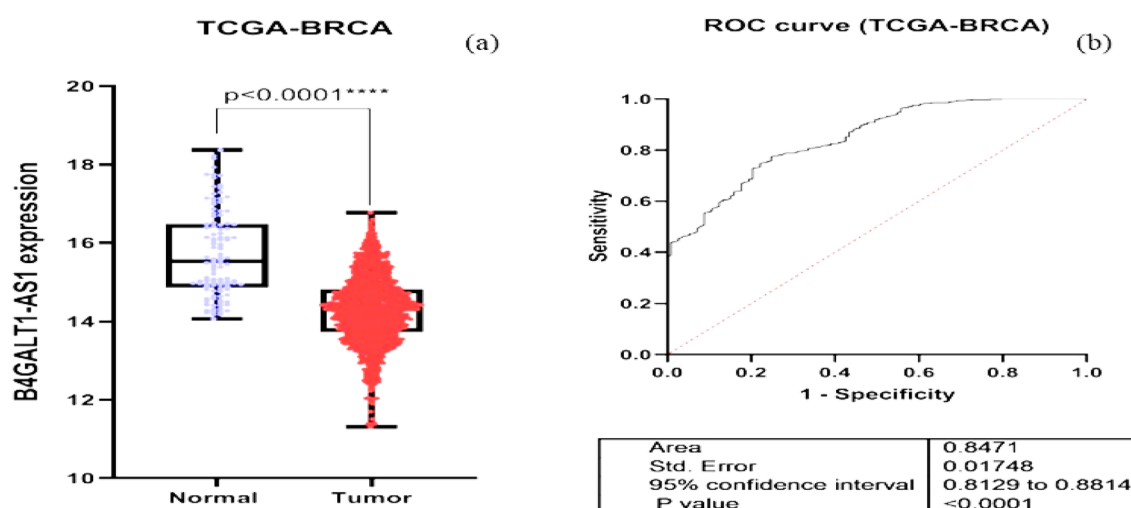 TCGA-BRCA
(a)
p<0.0001****
B4GALT1-AS1 expression
20
18
16
14
12
10
Normal
Tumor
ROC curve (TCGA-BRCA)
(b)
Sensitivity
1.0
0.8
0.6
0.4
0.2
0.0
0.0 0.2 0.4 0.6 0.8 1.0
1 - Specificity
Area 0.8471
Std. Error 0.01748
95% confidence interval 0.8129 to 0.8814
P value <0.0001